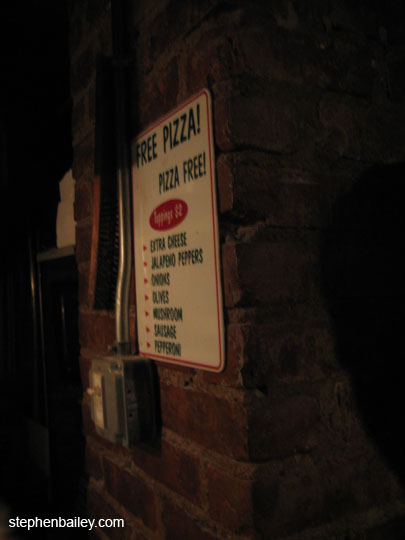 FREE PIZZA!
PIZZA FREE!
Toppings $2
EXTRA CHEESE
JALAPENO PEPPERS
ONIONS
OLIVES
MUSHROOM
SAUSAGE
PEPPERONI
stephenbailey.com